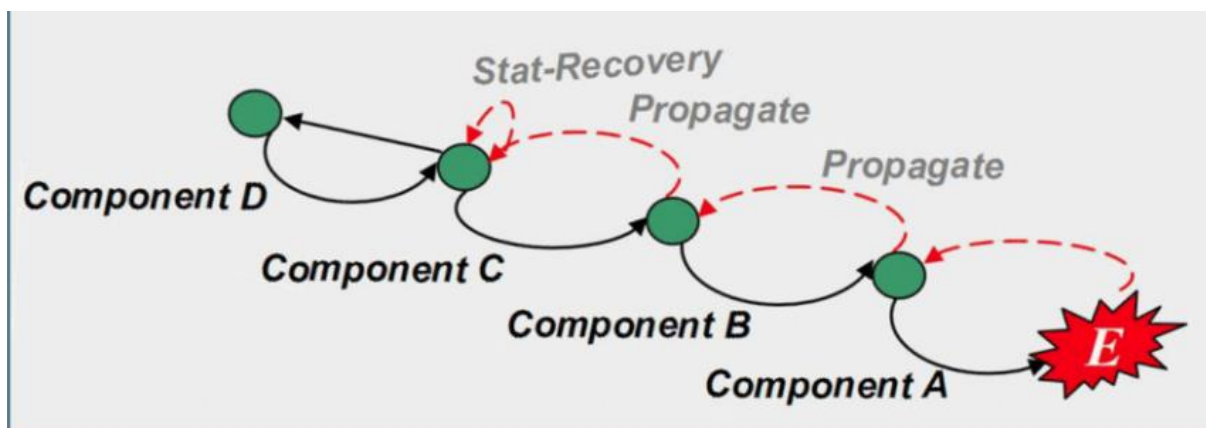 Stat-Recovery
Propagate
Propagate
Component D
Component C
Component B
Component A
E